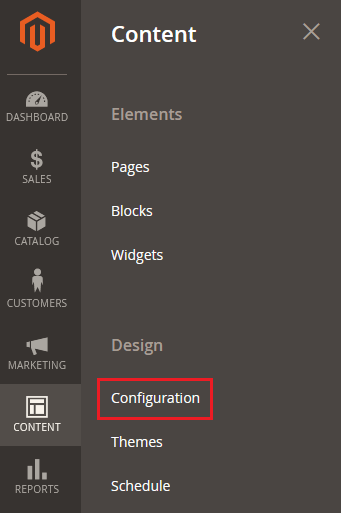 DASHBOARD
SALES
CATALOG
CUSTOMERS
MARKETING
CONTENT
REPORTS
Content
Elements
Pages
Blocks
Widgets
Design
Configuration
Themes
Schedule